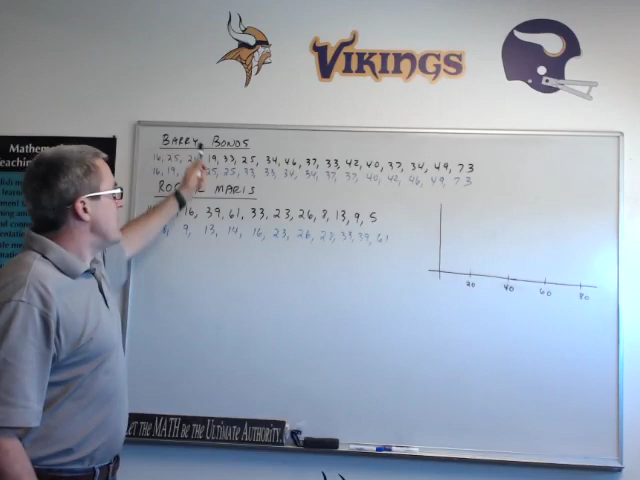 VIKINGS
Mathem
Teachin
BARRY BONDS
16, 25, 19, 33, 25, 34, 46, 37, 33, 42, 40, 37, 34, 49, 73
16, 19, 25, 25, 33, 33, 34, 34, 37, 37, 40, 42, 46, 49, 73
MARIS
16, 39, 61, 33, 23, 26, 8, 13, 9, 5
9, 13, 14, 16, 23, 26, 39, 61
20 40 60 80
LET the MATH BE THE ULTIMATE AUTHORITY.